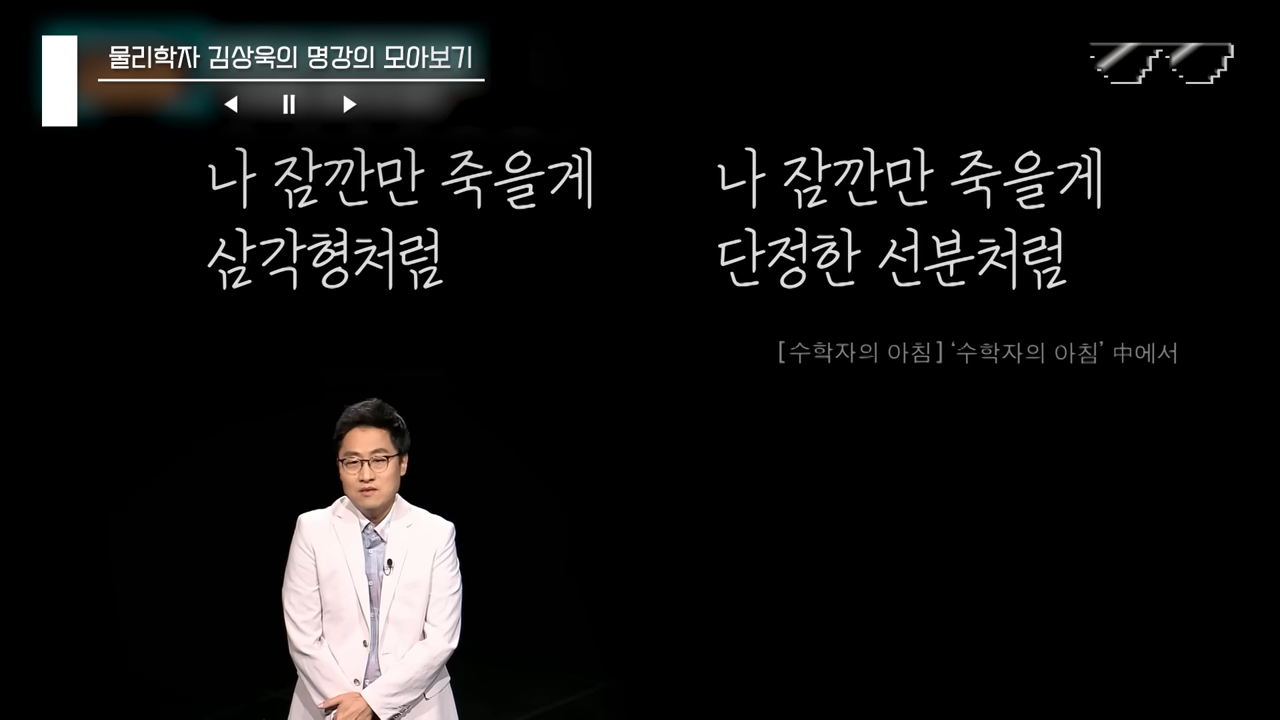 물리학자 김상욱의 명강의 모아보기
나 잠깐만 죽을게
삼각형처럼
나 잠깐만 죽을게
단정한 선분처럼
[수학자의 아침] ‘수학자의 아침’ 中에서